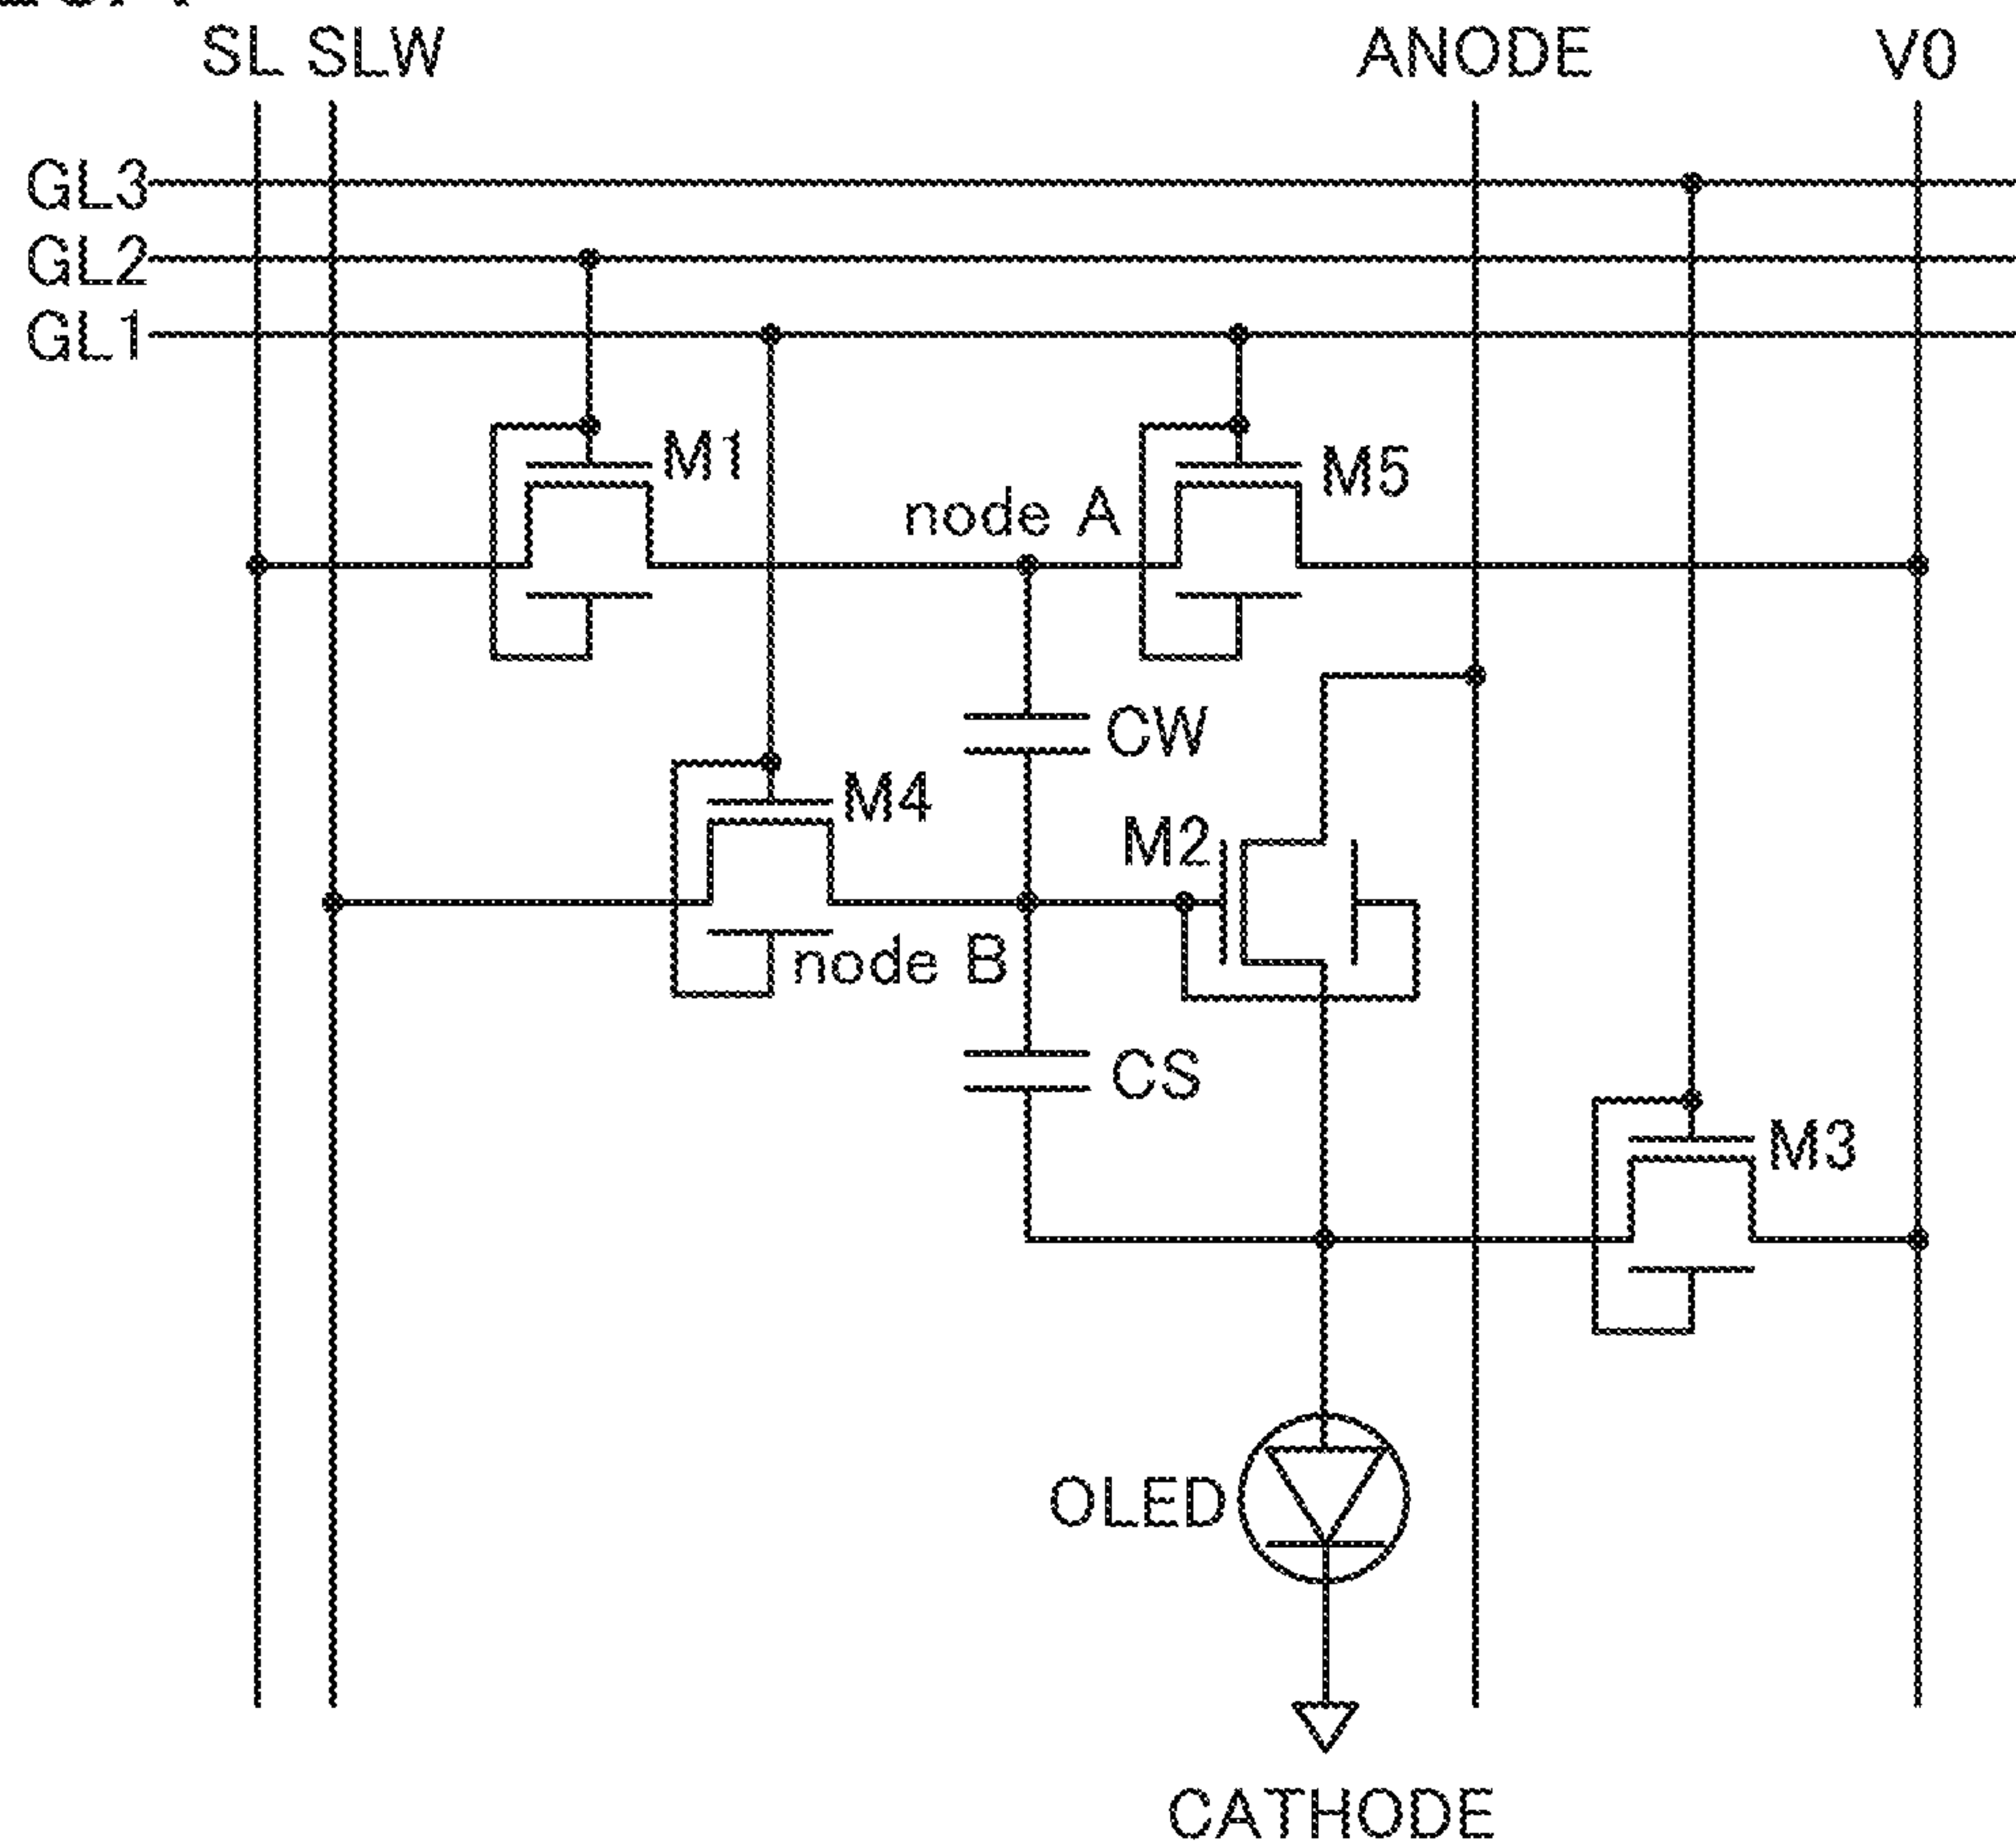 SL SLW ANODE V0
GL3
GL2
GL1
M1
M5
node A
CW
M4
M2
node B
CS
M3
OLED
CATHODE